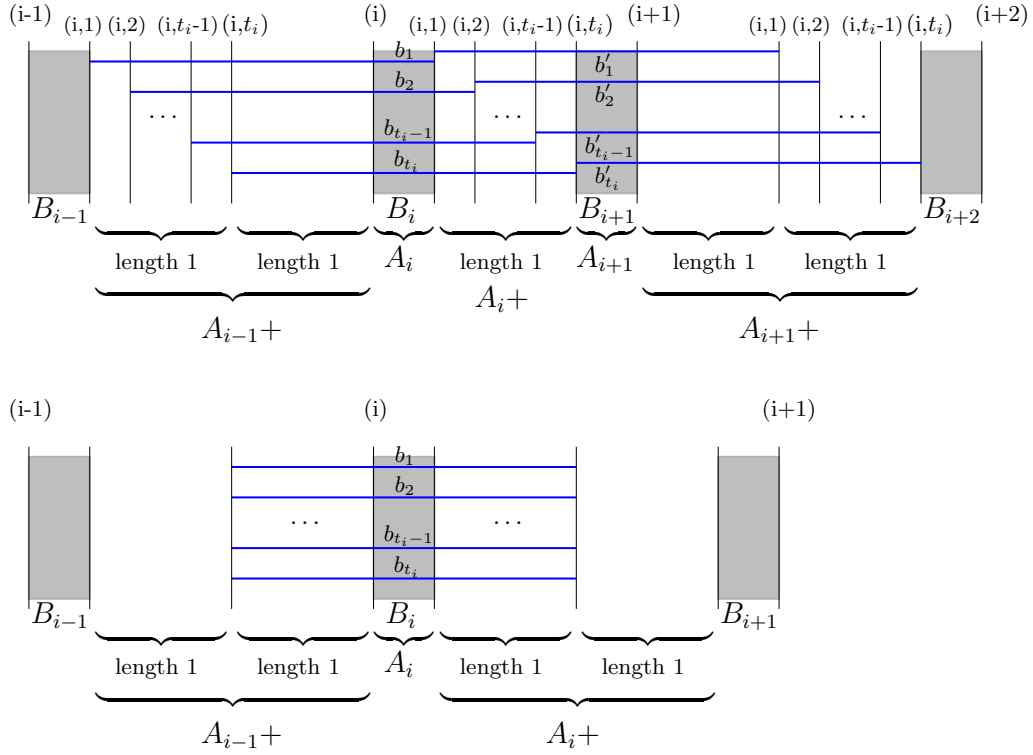 (i-1) (i) (i+1) (i+2)
(i,1) (i,2) (i,t_i-1) (i,t_i) (i,1) (i,2) (i,t_i-1) (i,t_i) (i,1) (i,2) (i,t_i-1) (i,t_i)
b_1 b'_1
b_2 b'_2
... ... ...
b_{t_i-1} b'_{t_i-1}
b_{t_i} b'_{t_i}
B_{i-1} B_i B_{i+1} B_{i+2}
length 1 length 1 A_i length 1 A_{i+1} length 1 length 1
A_{i-1}+ A_i+ A_{i+1}+
(i-1) (i) (i+1)
b_1
b_2
... ...
b_{t_i-1}
b_{t_i}
B_{i-1} B_i B_{i+1}
length 1 length 1 A_i length 1 length 1
A_{i-1}+ A_i+